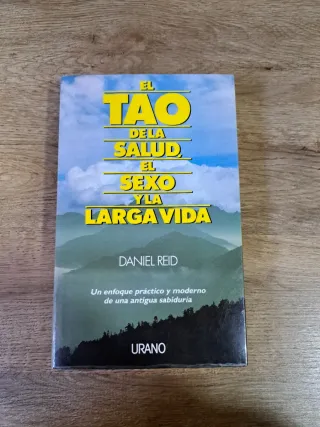 EL
TAO
DE LA
SALUD,
EL
SEXO
Y LA
LARGA VIDA
DANIEL REID
Un enfoque práctico y moderno
de una antigua sabiduría
URANO